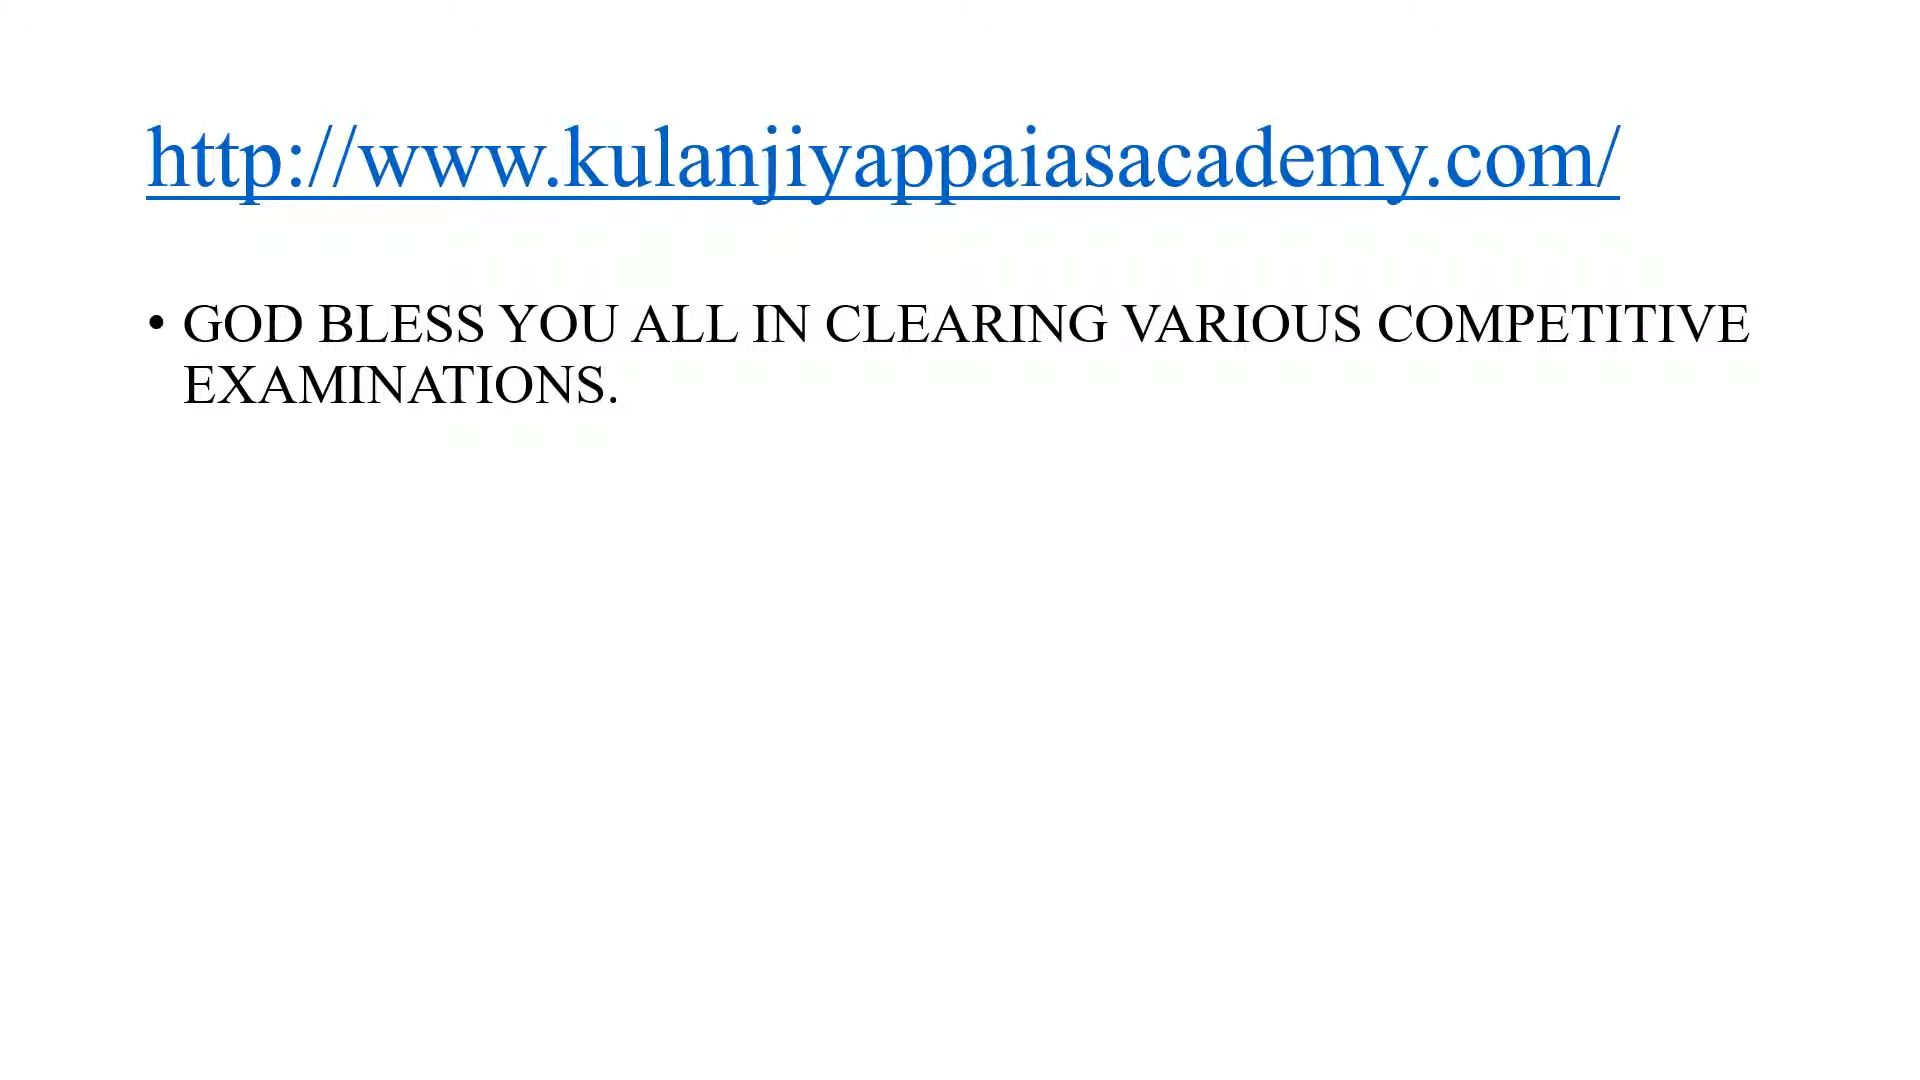 http://www.kulanjiyappaiasacademy.com/
• GOD BLESS YOU ALL IN CLEARING VARIOUS COMPETITIVE
EXAMINATIONS.